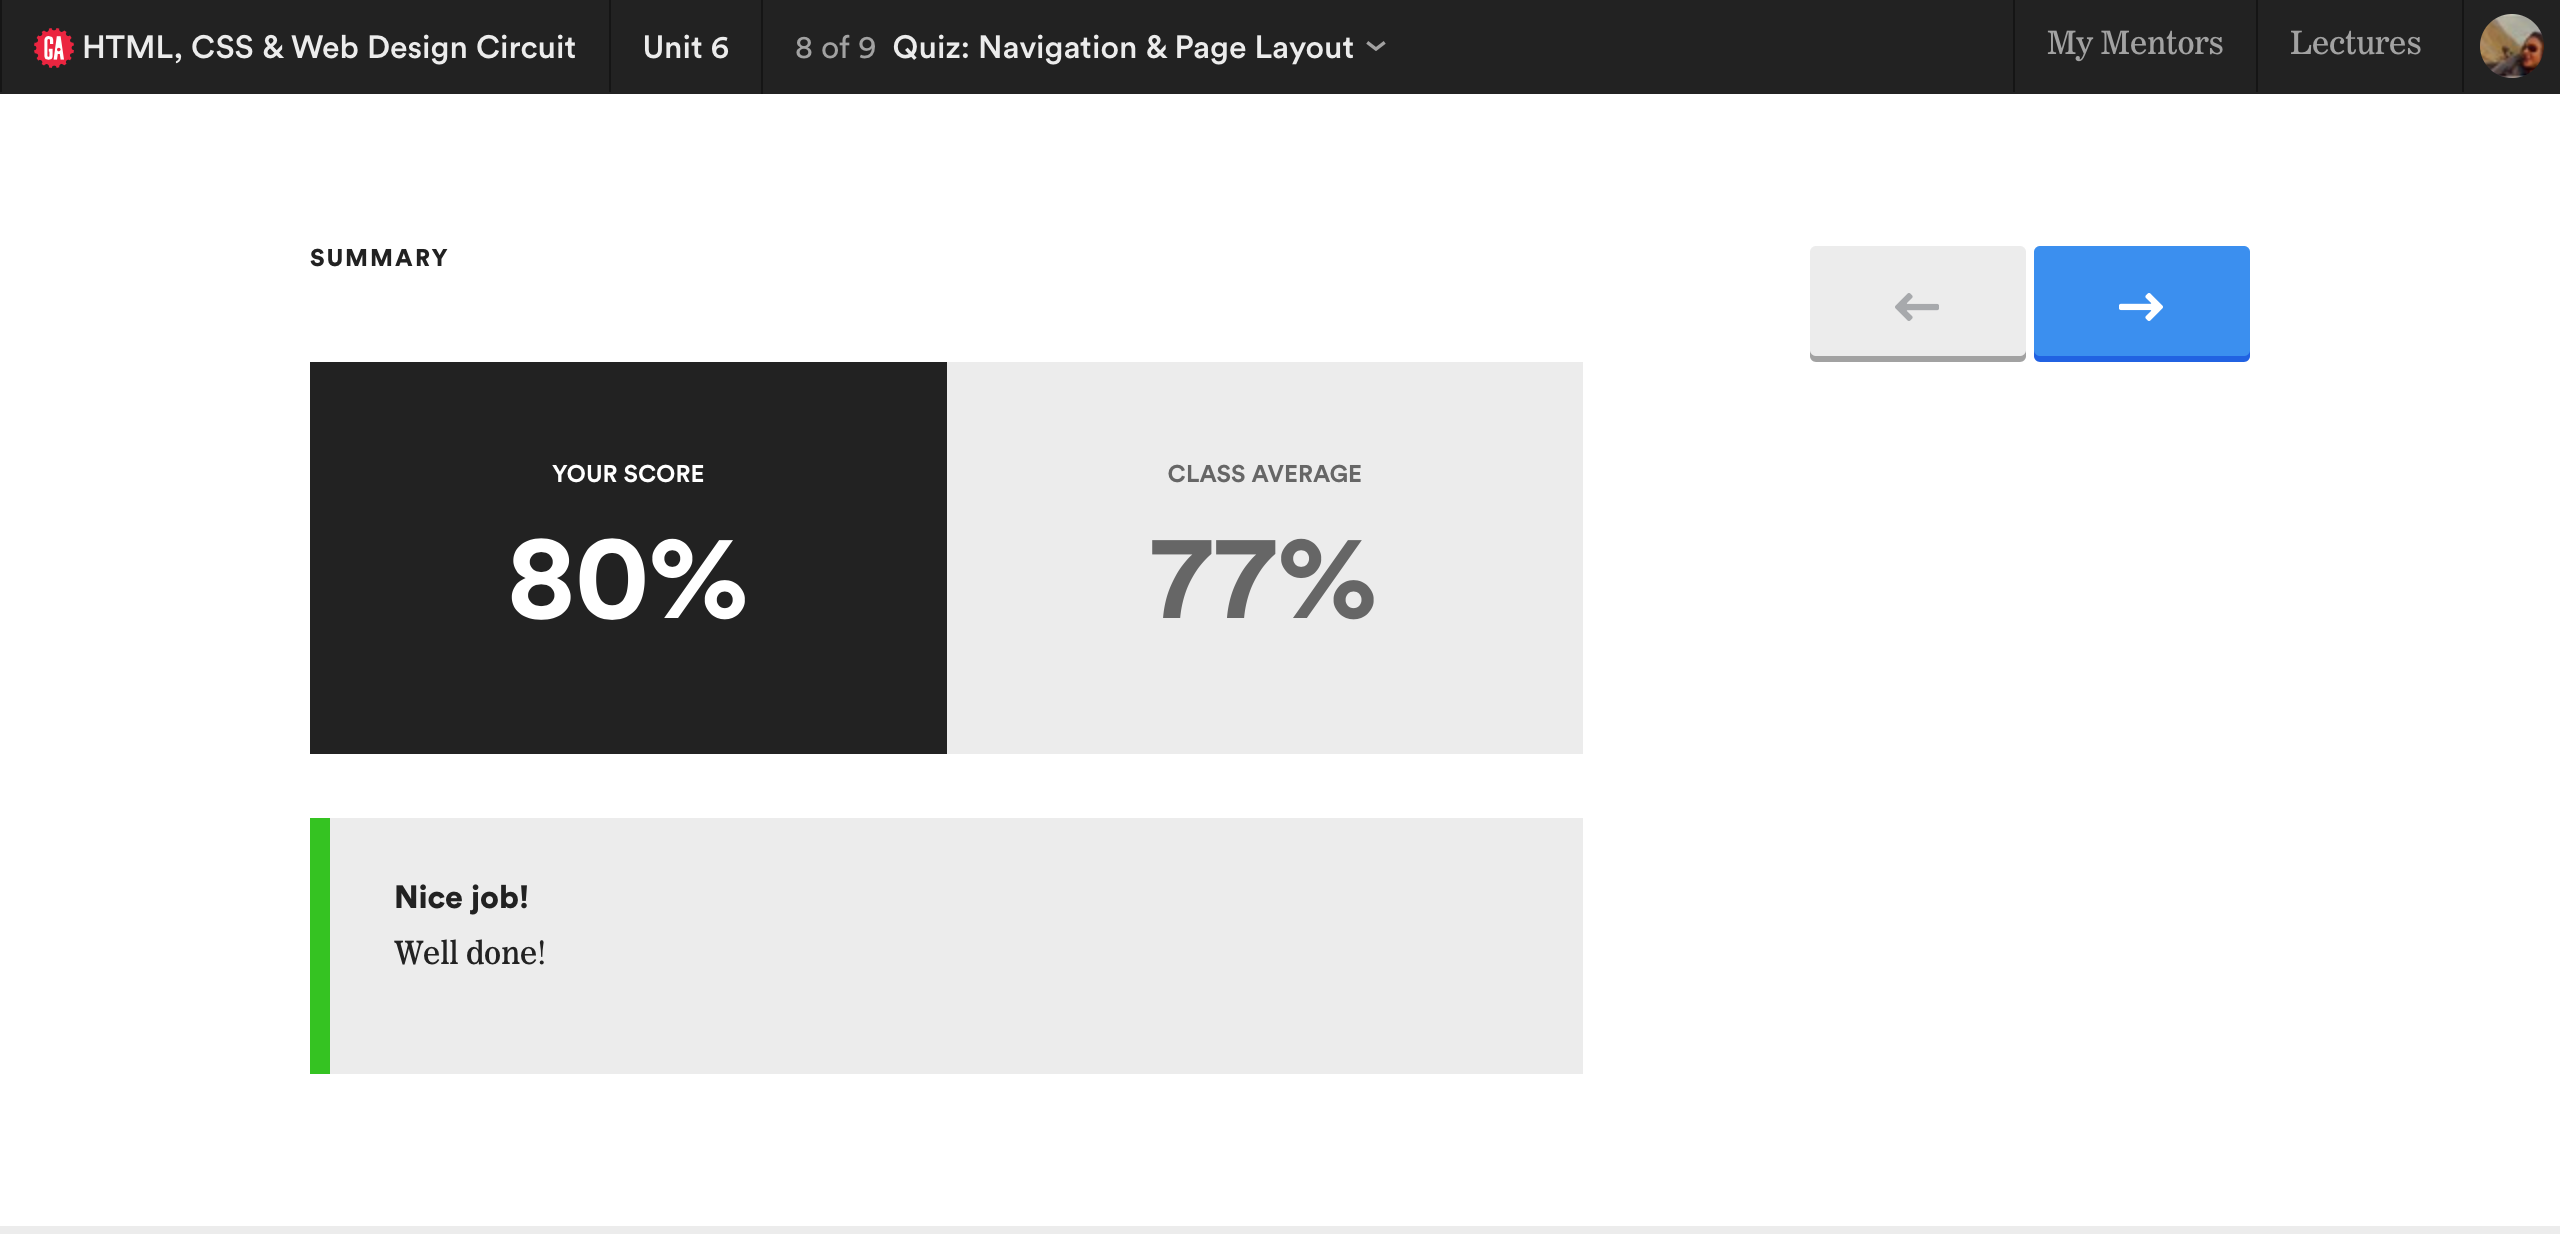 GA HTML, CSS & Web Design Circuit Unit 6 8 of 9 Quiz: Navigation & Page Layout My Mentors Lectures
SUMMARY
YOUR SCORE
80%
CLASS AVERAGE
77%
Nice job!
Well done!